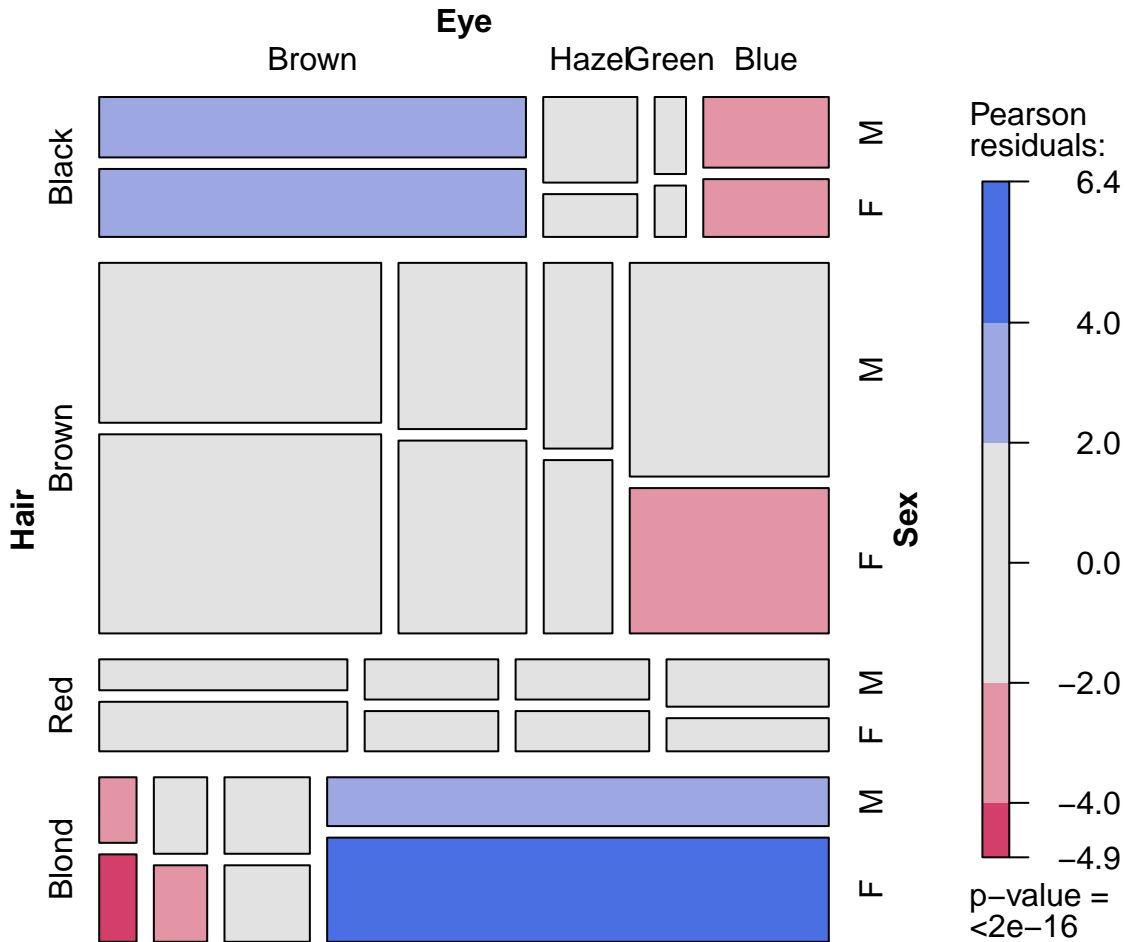 Eye
Brown
Hazel
Green
Blue
Hair
Black
Brown
Red
Blond
M
F
M
F
M
F
M
F
Sex
Pearson
residuals:
6.4
4.0
2.0
0.0
−2.0
−4.0
−4.9
p−value =
<2e−16